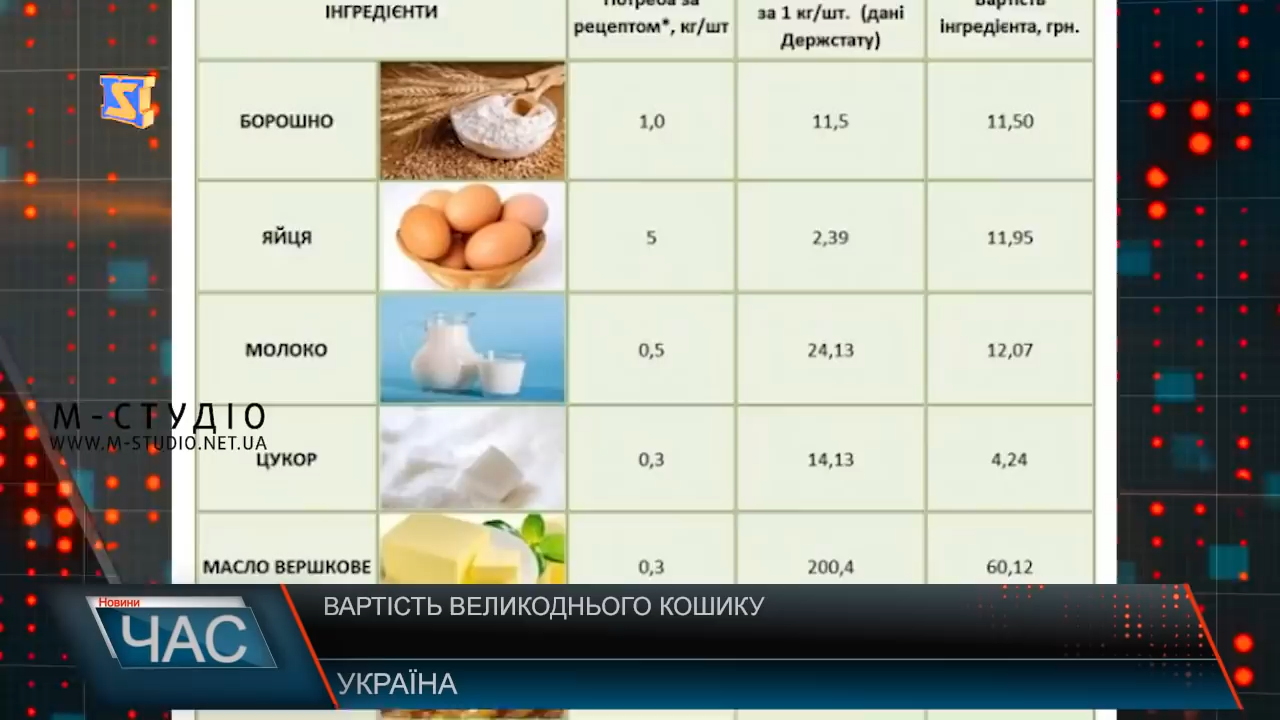 ІНГРЕДІЄНТИ
Потреба за
рецептом*, кг/шт
за 1 кг/шт. (дані
Держстату)
Вартість
інгредієнта, грн.
БОРОШНО 1,0 11,5 11,50
ЯЙЦЯ 5 2,39 11,95
МОЛОКО 0,5 24,13 12,07
М-СТУДІО
WWW.M-STUDIO.NET.UA
ЦУКОР 0,3 14,13 4,24
МАСЛО ВЕРШКОВЕ 0,3 200,4 60,12
Новини
ЧАС
ВАРТІСТЬ ВЕЛИКОДНЬОГО КОШИКУ
УКРАЇНА